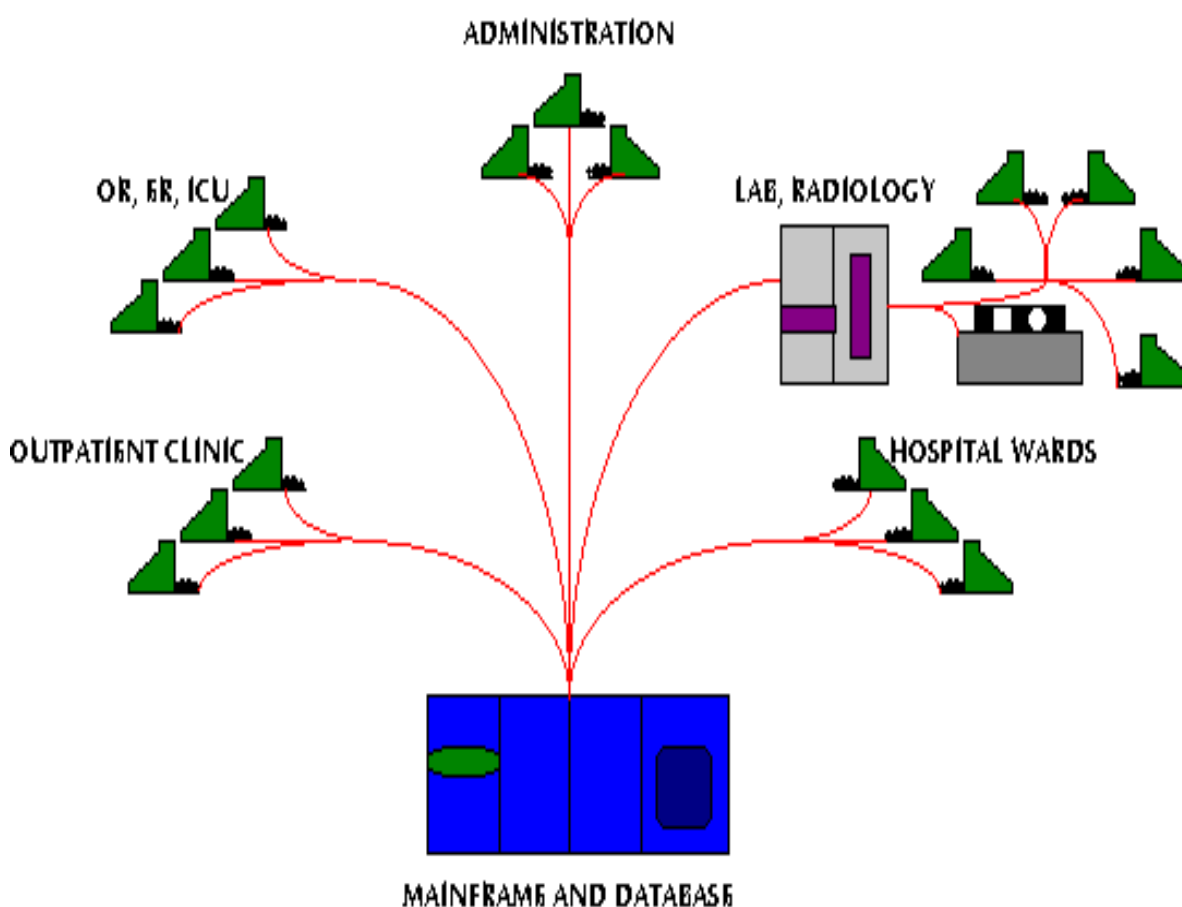 ADMINISTRATION
OR, ER, ICU
LAB, RADIOLOGY
OUTPATIENT CLINIC
HOSPITAL WARDS
MAINFRAME AND DATABASE